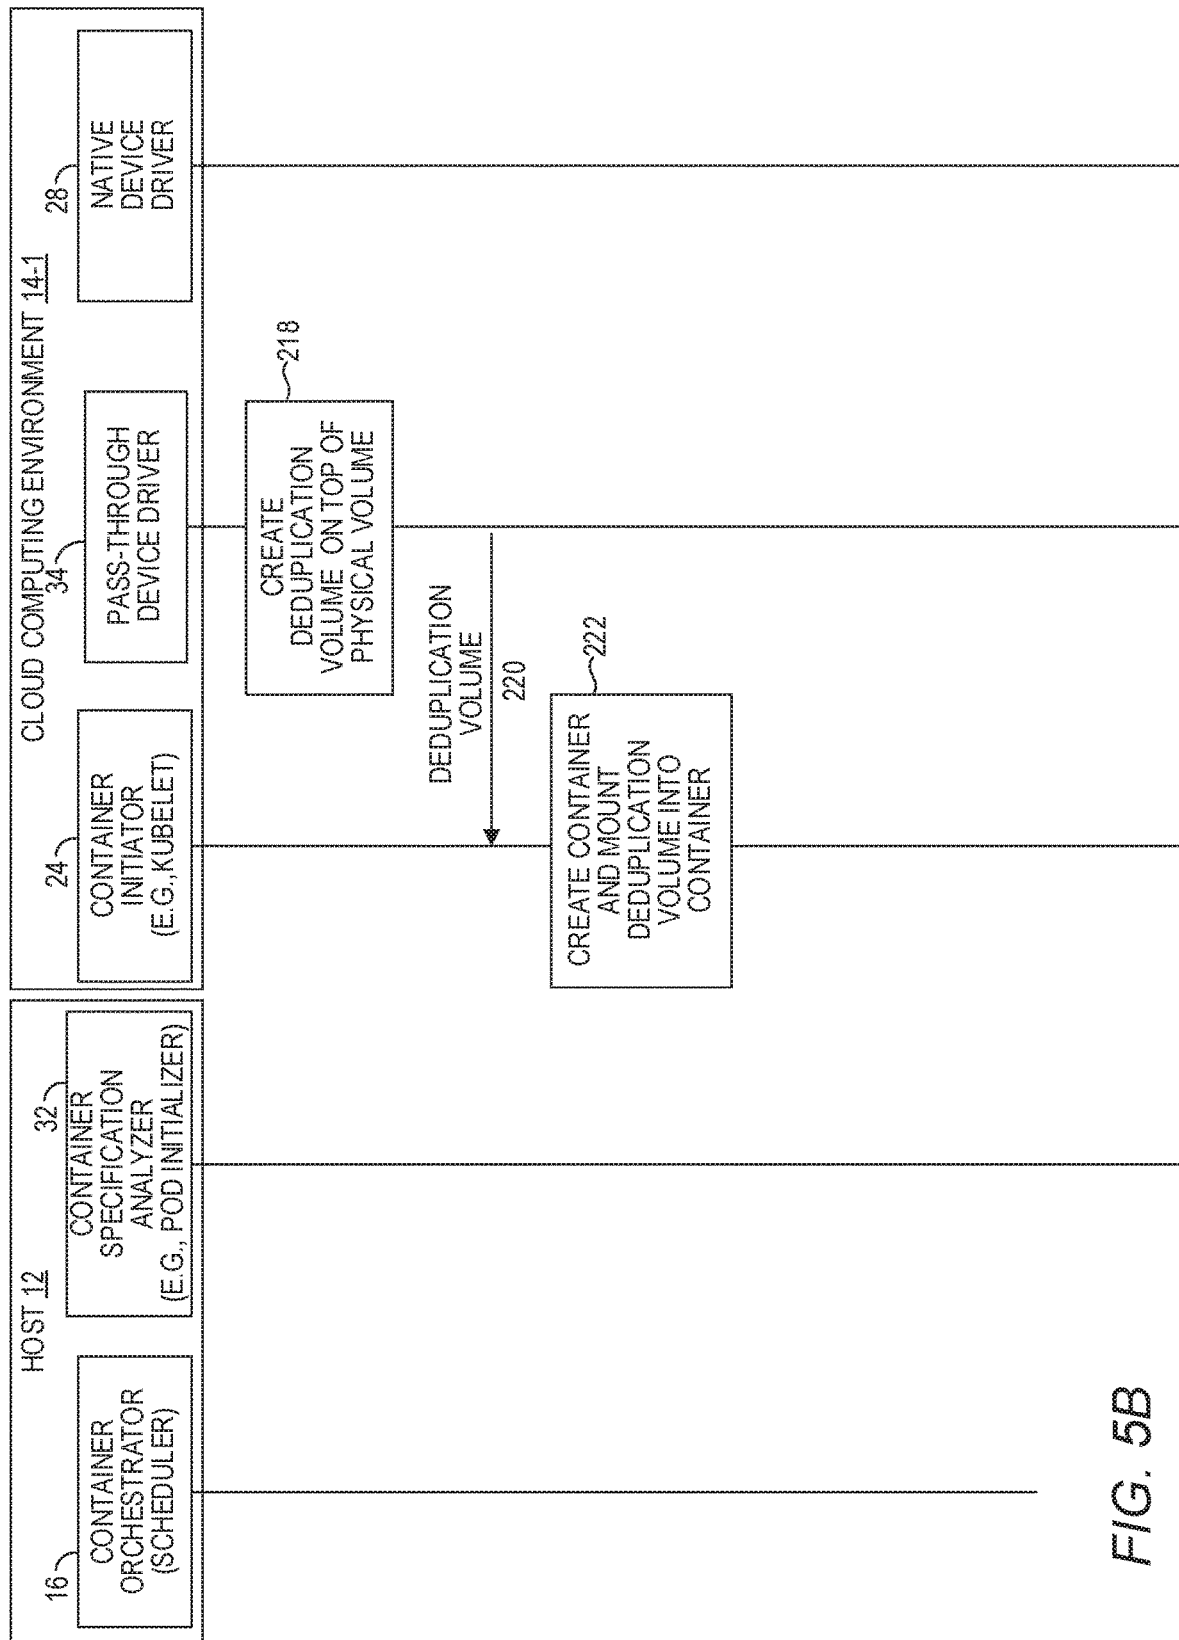 HOST 12
CLOUD COMPUTING ENVIRONMENT 14-1
16
CONTAINER
ORCHESTRATOR
(SCHEDULER)
32
CONTAINER
SPECIFICATION
ANALYZER
(E.G., POD INITIALIZER)
24
CONTAINER
INITIATOR
(E.G.,KUBELET)
34
PASS-THROUGH
DEVICE DRIVER
28
NATIVE
DEVICE
DRIVER
218
CREATE
DEDUPLICATION
VOLUME ON TOP OF
PHYSICAL VOLUME
DEDUPLICATION
VOLUME
220
222
CREATE CONTAINER
AND MOUNT
DEDUPLICATION
VOLUME INTO
CONTAINER
FIG. 5B